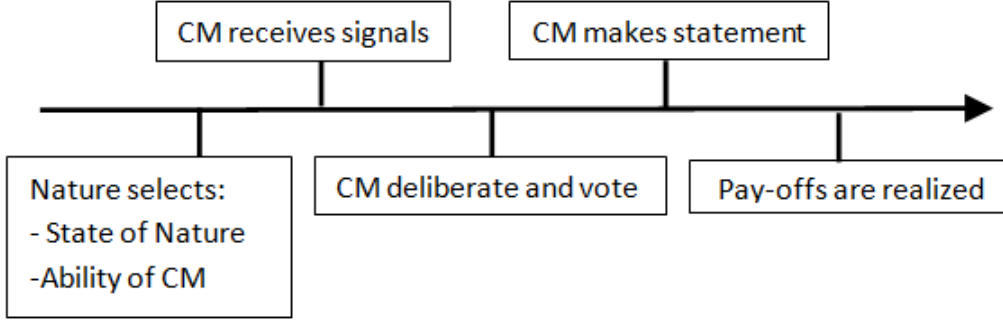 CM receives signals
CM makes statement
Nature selects:
- State of Nature
-Ability of CM
CM deliberate and vote
Pay-offs are realized